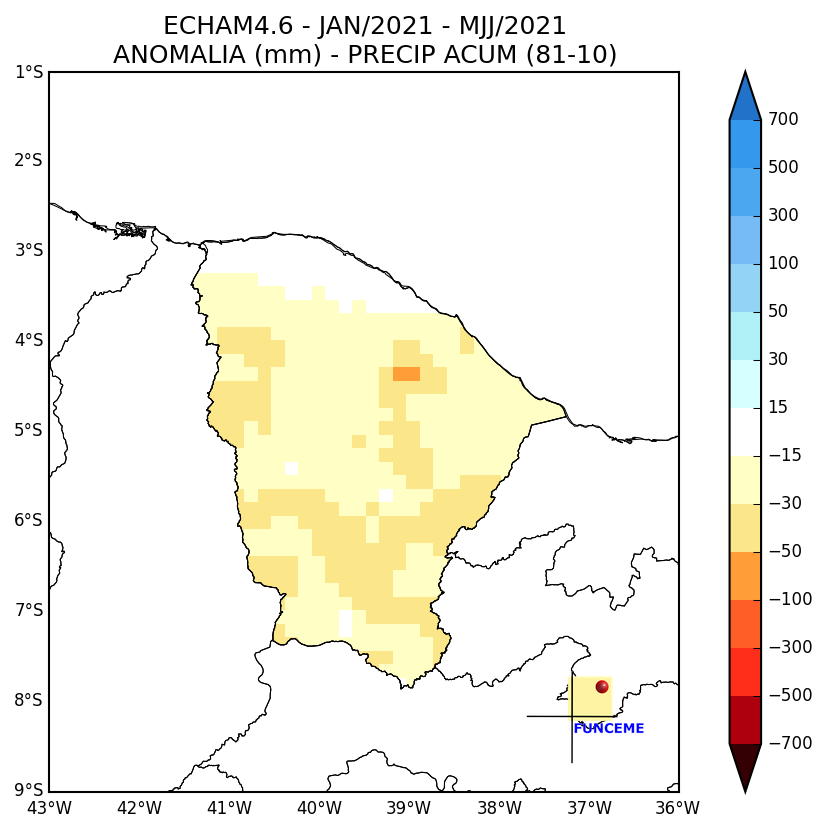 ECHAM4.6 - JAN/2021 - MJJ/2021
ANOMALIA (mm) - PRECIP ACUM (81-10)
1°S
2°S
3°S
4°S
5°S
6°S
7°S
8°S
9°S
43°W 42°W 41°W 40°W 39°W 38°W 37°W 36°W
700
500
300
100
50
30
15
−15
−30
−50
−100
−300
−500
−700
FUNCEME